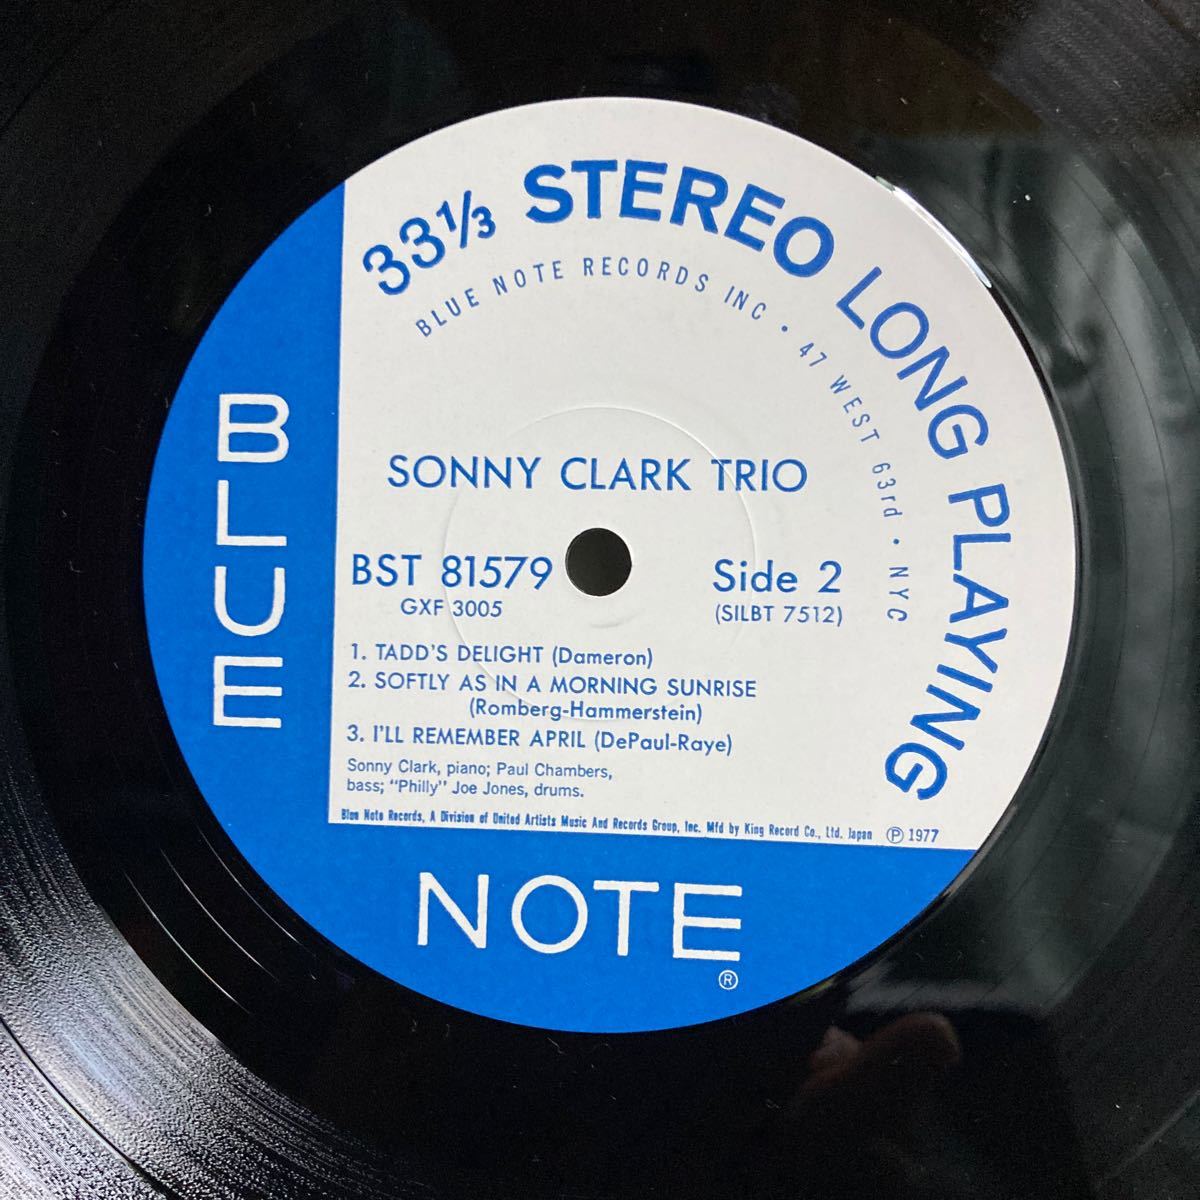 33⅓ STEREO LONG PLAYING
BLUE NOTE RECORDS INC • 47 WEST 63rd • NYC
BLUE
SONNY CLARK TRIO
BST 81579
GXF 3005
Side 2
(SILBT 7512)
1. TADD'S DELIGHT (Dameron)
2. SOFTLY AS IN A MORNING SUNRISE
(Romberg-Hammerstein)
3. I'LL REMEMBER APRIL (DePaul-Raye)
Sonny Clark, piano; Paul Chambers,
bass; "Philly" Joe Jones, drums.
Blue Note Records, A Division of United Artists Music And Records Group, Inc. Mfd by King Record Co., Ltd. Japan ℗ 1977
NOTE
®